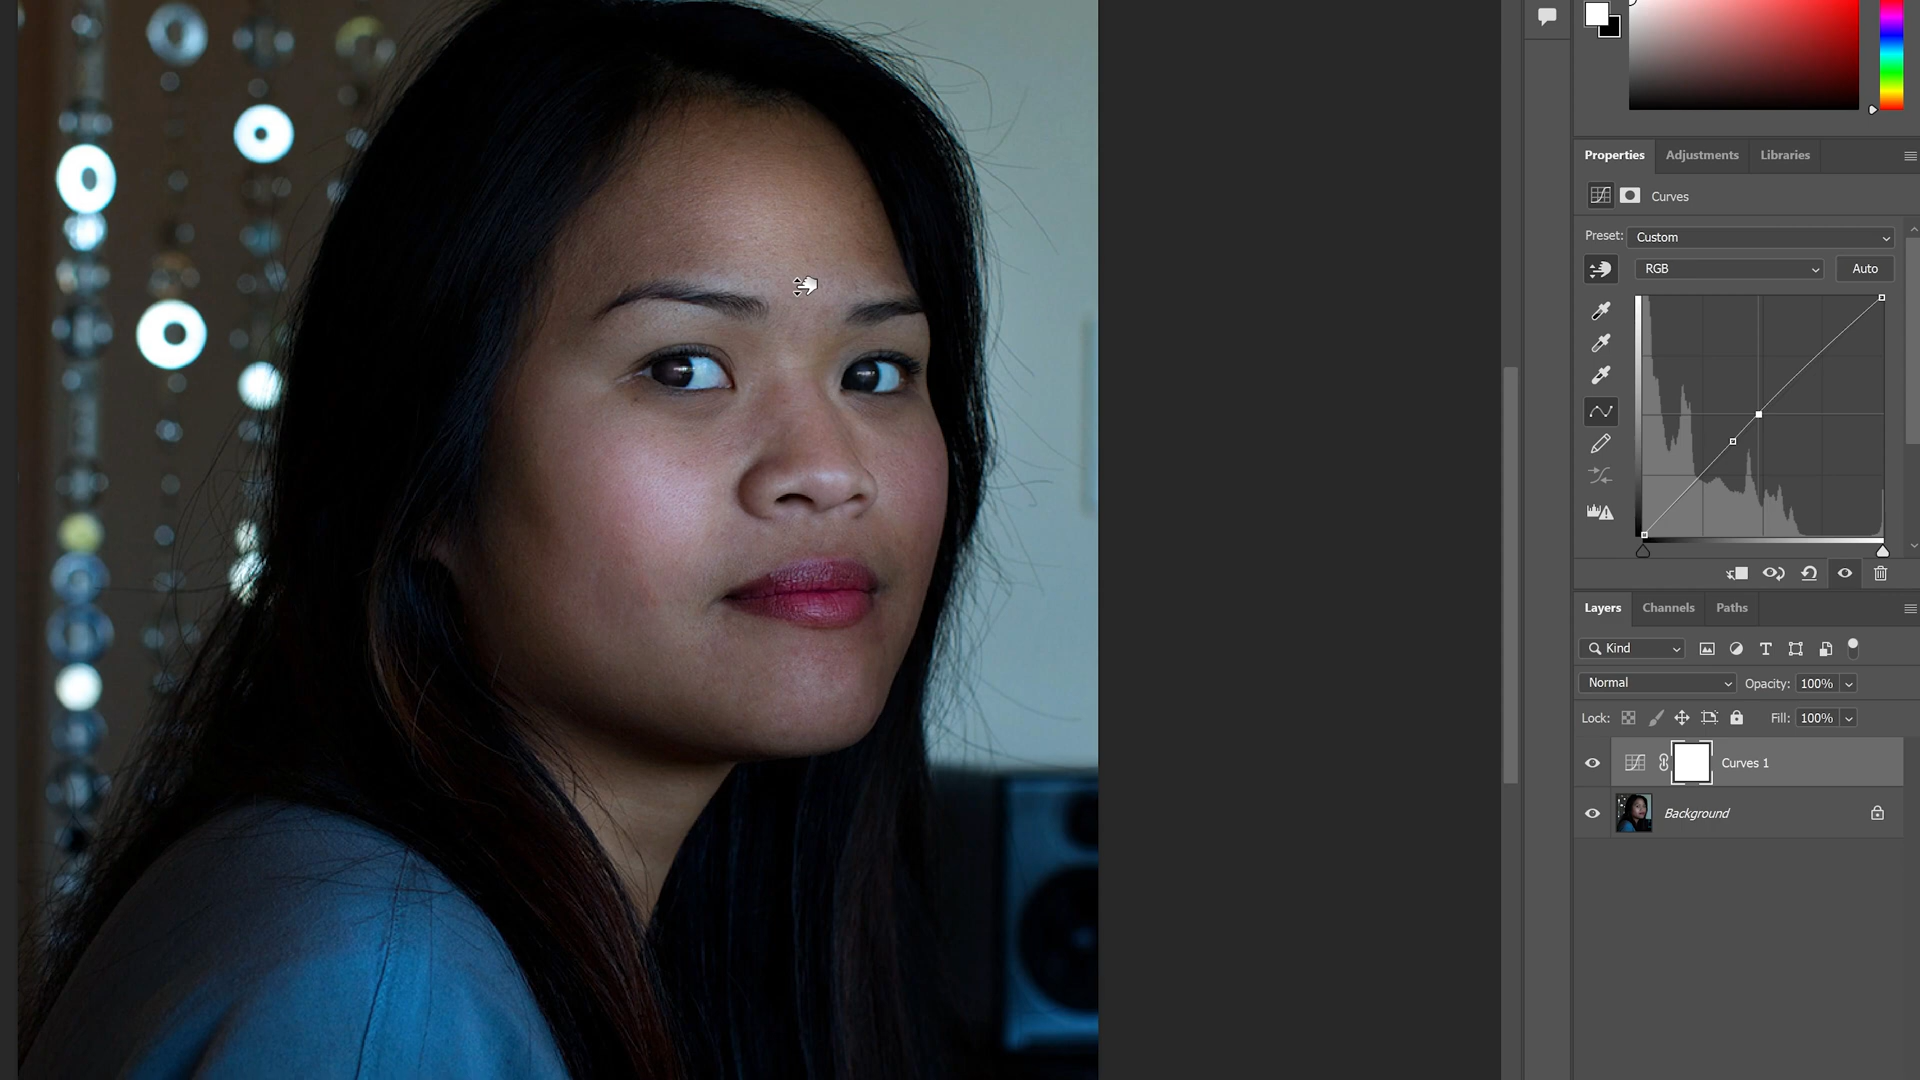 Properties Adjustments Libraries
Curves
Preset: Custom
RGB Auto
Layers Channels Paths
Kind
Normal Opacity: 100%
Lock: Fill: 100%
Curves 1
Background